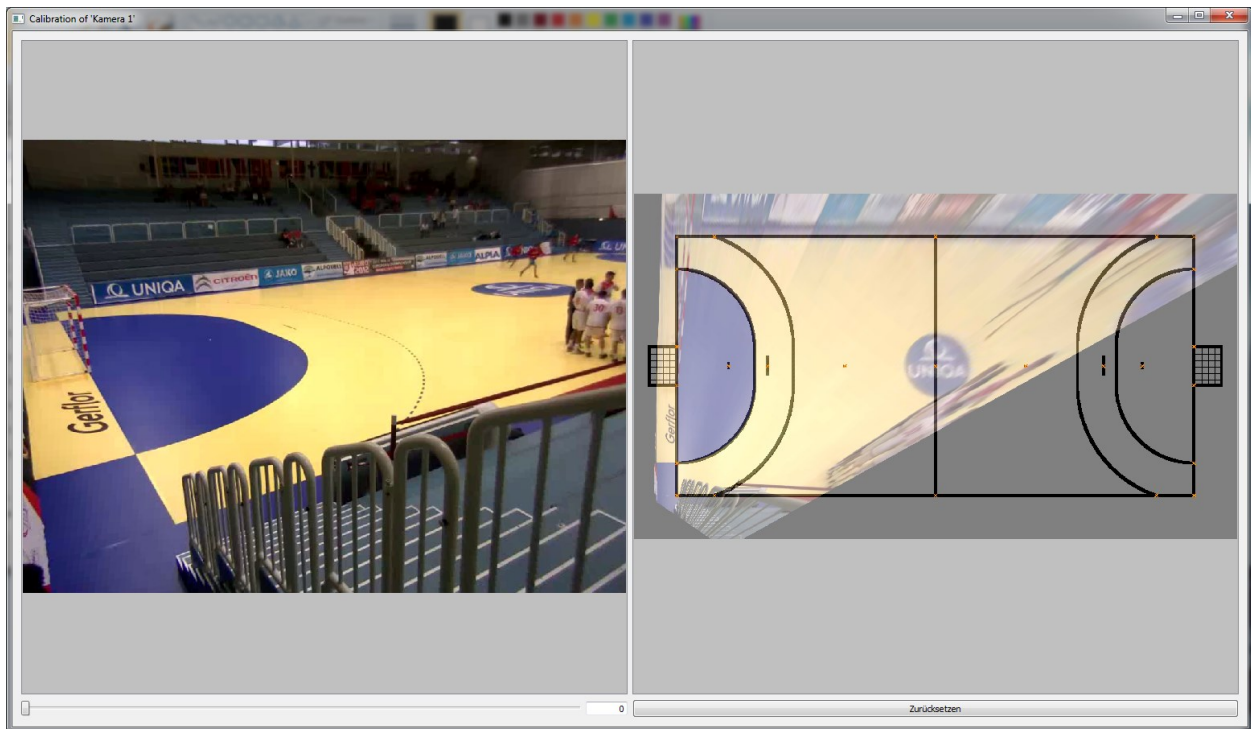 Calibration of 'Kamera 1'
UNIQA
CITROËN
JAKO
ALPIA
Gerflor
UNIQA
Gerflor
0
Zurücksetzen